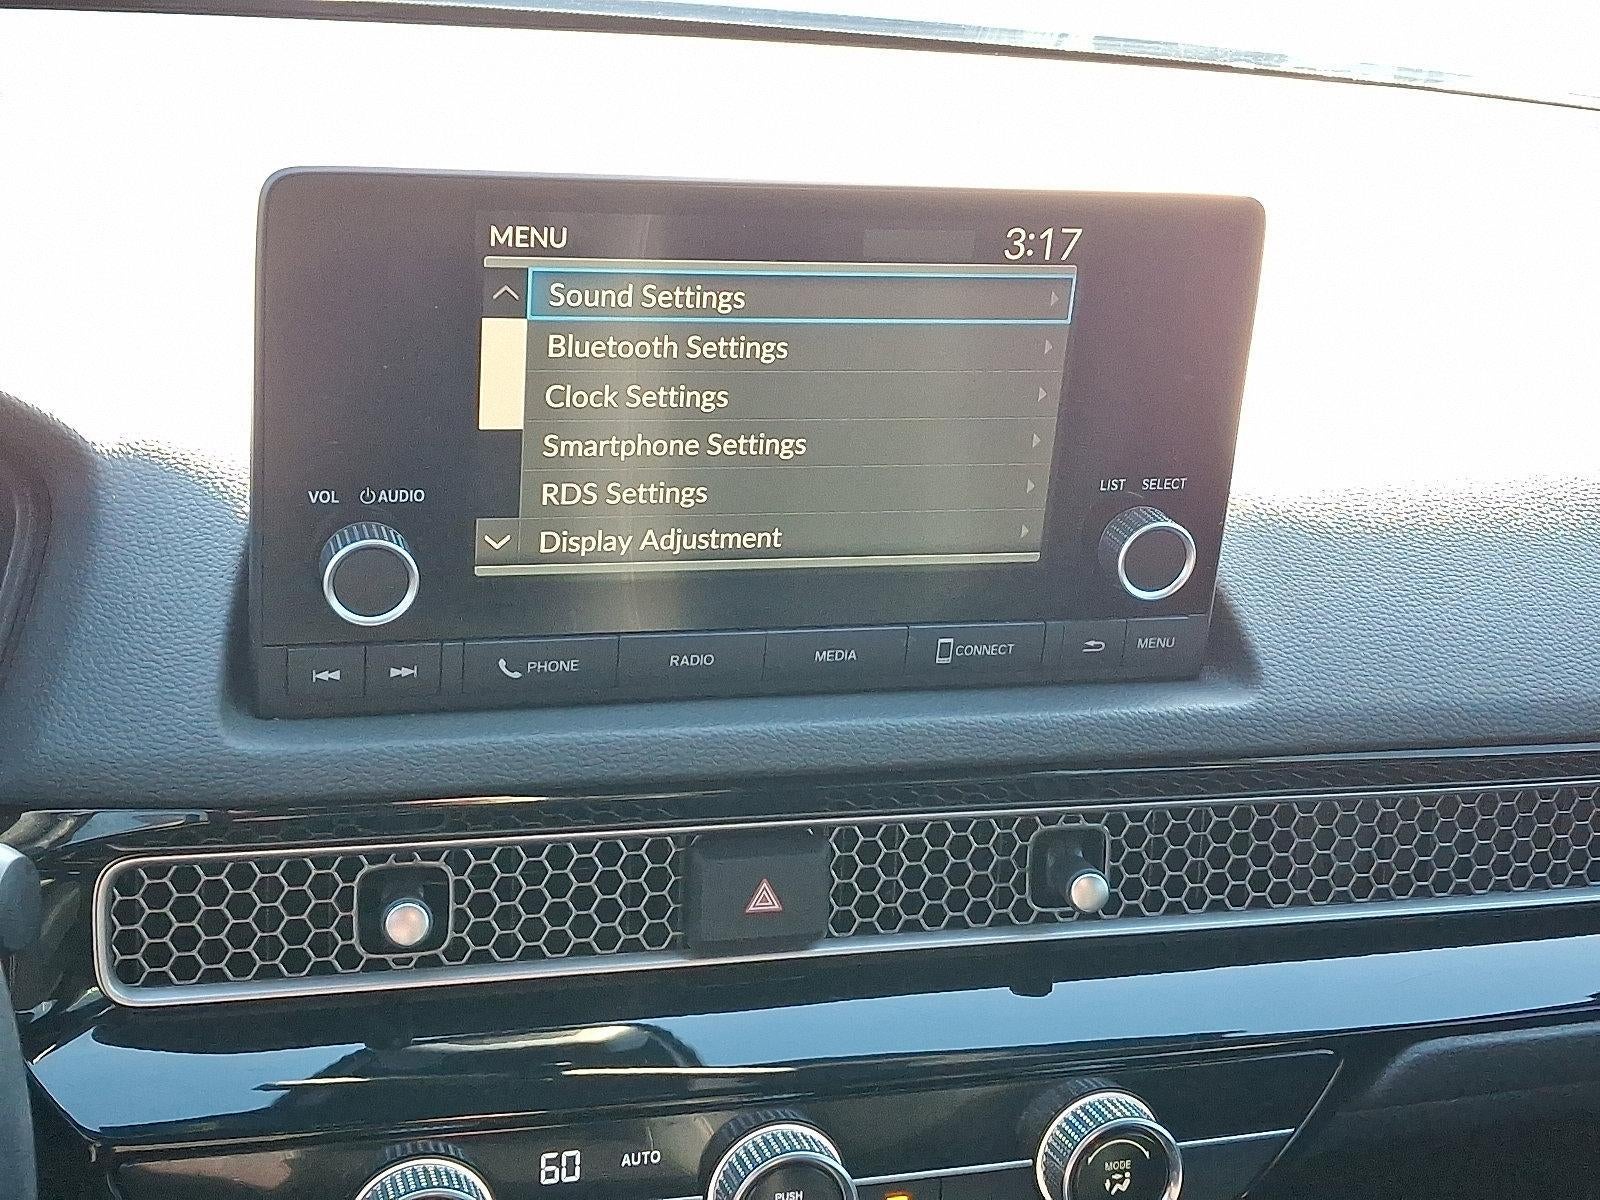 MENU 3:17
Sound Settings
Bluetooth Settings
Clock Settings
Smartphone Settings
RDS Settings
Display Adjustment
VOL AUDIO
LIST SELECT
PHONE RADIO MEDIA CONNECT MENU
60 AUTO
PUSH
MODE